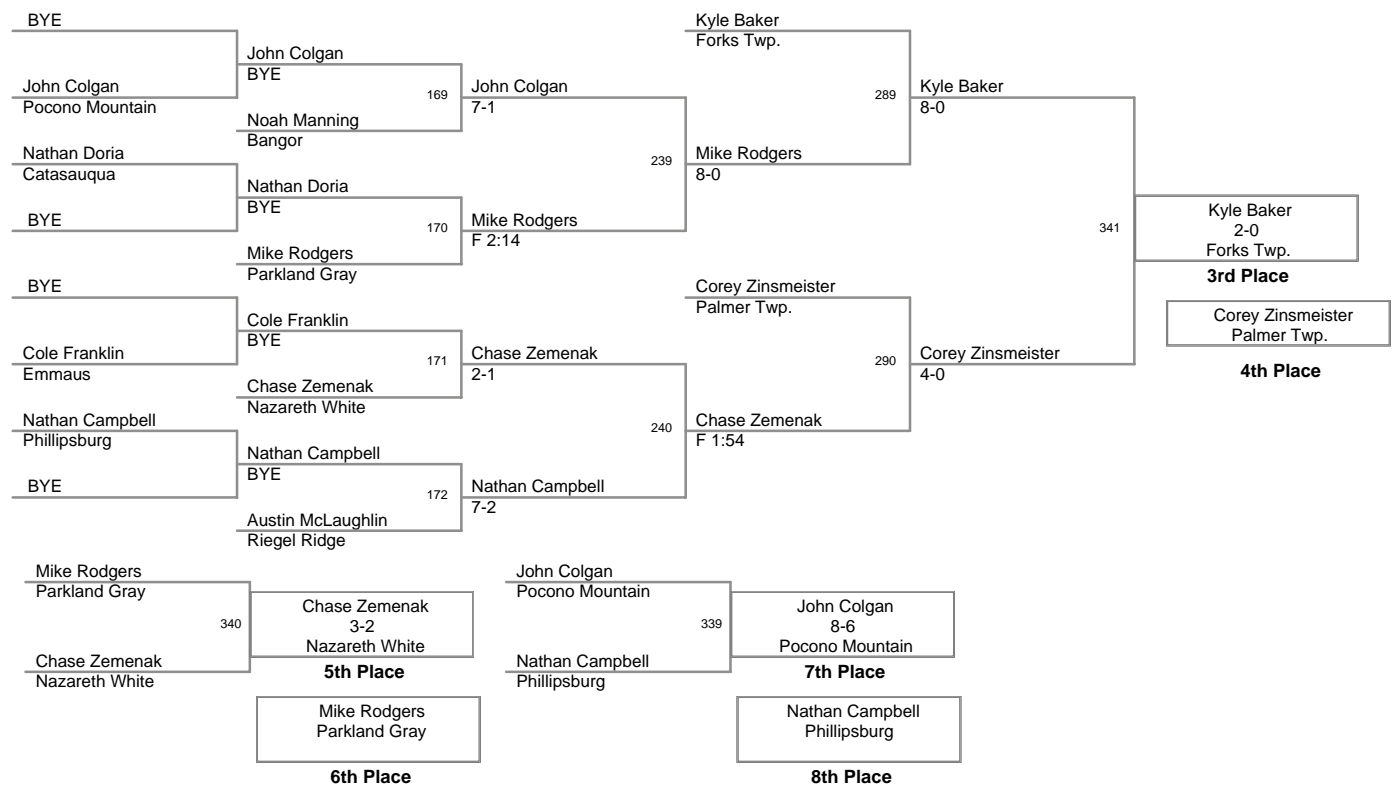 BYE
John Colgan
Pocono Mountain
Nathan Doria
Catasauqua
BYE
BYE
Cole Franklin
Emmaus
Nathan Campbell
Phillipsburg
BYE
John Colgan
BYE
169
Noah Manning
Bangor
Nathan Doria
BYE
170
Mike Rodgers
Parkland Gray
Cole Franklin
BYE
171
Chase Zemenak
Nazareth White
Nathan Campbell
BYE
172
Austin McLaughlin
Riegel Ridge
John Colgan
7-1
239
Mike Rodgers
F 2:14
Chase Zemenak
2-1
240
Nathan Campbell
7-2
Kyle Baker
Forks Twp.
289
Mike Rodgers
8-0
Corey Zinsmeister
Palmer Twp.
290
Chase Zemenak
F 1:54
Kyle Baker
8-0
341
Corey Zinsmeister
4-0
Kyle Baker
2-0
Forks Twp.
3rd Place
Corey Zinsmeister
Palmer Twp.
4th Place
Mike Rodgers
Parkland Gray
340
Chase Zemenak
Nazareth White
Chase Zemenak
3-2
Nazareth White
5th Place
Mike Rodgers
Parkland Gray
6th Place
John Colgan
Pocono Mountain
339
Nathan Campbell
Phillipsburg
John Colgan
8-6
Pocono Mountain
7th Place
Nathan Campbell
Phillipsburg
8th Place